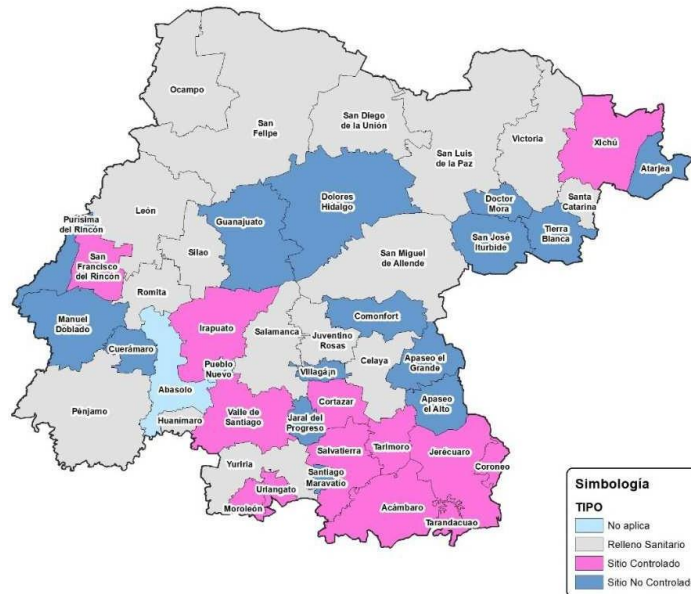 Ocampo
San
Felipe
San Diego
de la Unión
San Luis
de la Paz
Victoria
Xichú
Atarjea
Santa
Catarina
Doctor
Mora
Tierra
Blanca
San José
Iturbide
Dolores
Hidalgo
Guanajuato
León
Silao
San Miguel
de Allende
Purísima
del Rincón
San
Francisco
del Rincón
Romita
Manuel
Doblado
Cuerámaro
Irapuato
Salamanca
Juventino
Rosas
Comonfort
Celaya
Apaseo el
Grande
Apaseo
el Alto
Pueblo
Nuevo
Abasolo
Pénjamo
Huanímaro
Valle de
Santiago
Villagá¡n
Cortazar
Jaral del
Progreso
Salvatierra
Tarimoro
Jerécuaro
Coroneo
Yuriria
Santiago
Maravatío
Uriangato
Moroleón
Acámbaro
Tarandacuao
Simbología
TIPO
No aplica
Relleno Sanitario
Sitio Controlado
Sitio No Controlad